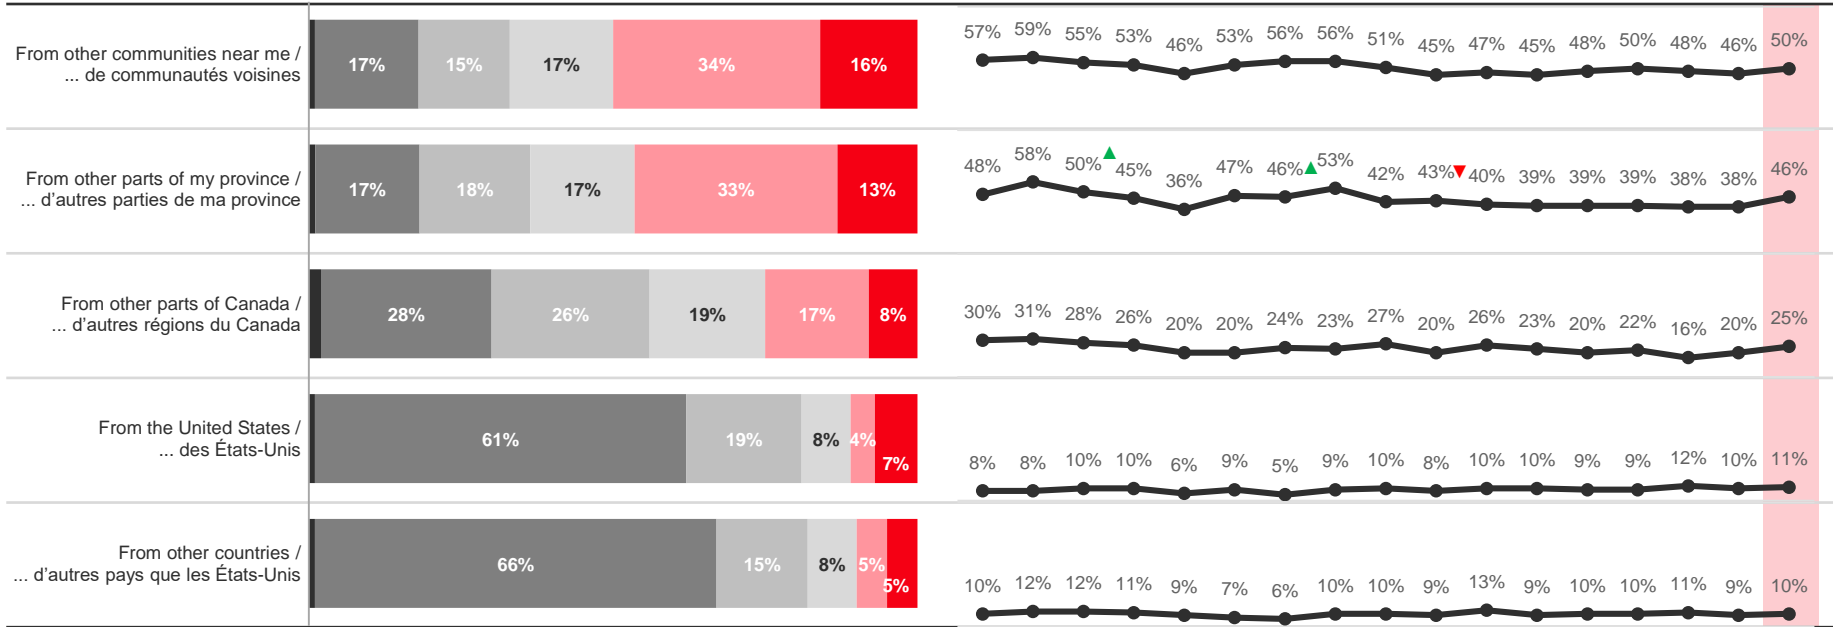 From other communities near me /
... de communautés voisines
17% 15% 17% 34% 16%
57% 59% 55% 53% 46% 53% 56% 56% 51% 45% 47% 45% 48% 50% 48% 46% 50%
From other parts of my province /
... d'autres parties de ma province
17% 18% 17% 33% 13%
48% 58% 50% 45% 36% 47% 46% 53% 42% 43% 40% 39% 39% 39% 38% 38% 46%
From other parts of Canada /
... d'autres régions du Canada
28% 26% 19% 17% 8%
30% 31% 28% 26% 20% 20% 24% 23% 27% 20% 26% 23% 20% 22% 16% 20% 25%
From the United States /
... des États-Unis
61% 19% 8% 4% 7%
8% 8% 10% 10% 6% 9% 5% 9% 10% 8% 10% 10% 9% 9% 12% 10% 11%
From other countries /
... d'autres pays que les États-Unis
66% 15% 8% 5% 5%
10% 12% 12% 11% 9% 7% 6% 10% 10% 9% 13% 9% 10% 10% 11% 9% 10%